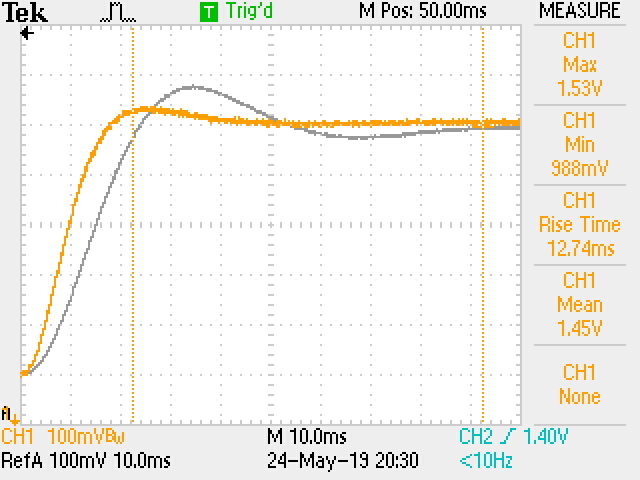 Tek T Trig'd M Pos: 50.00ms MEASURE
CH1
Max
1.53V
CH1
Min
988mV
CH1
Rise Time
12.74ms
CH1
Mean
1.45V
CH1
None
CH1 100mVBw M 10.0ms CH2 1.40V
RefA 100mV 10.0ms 24-May-19 20:30 <10Hz